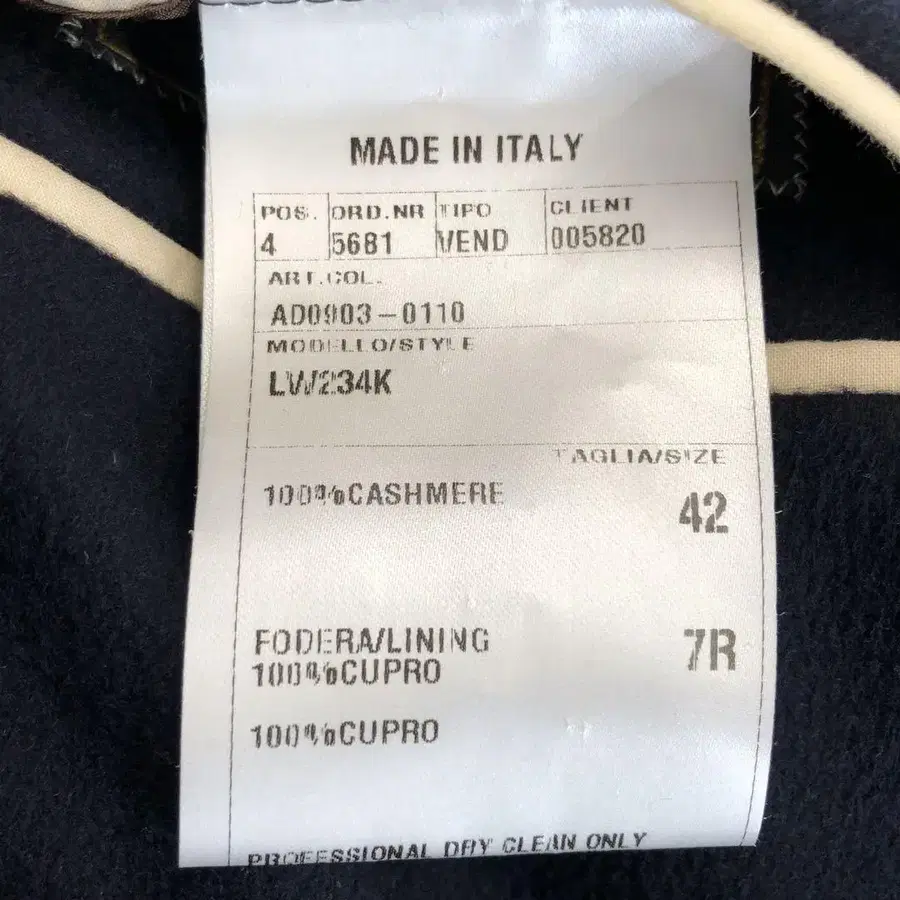 MADE IN ITALY
POS. ORD.NR TIPO CLIENT
4 5681 VEND 005820
ART.COL.
AD0903-0110
MODELLO/STYLE
LW234K
TAGLIA/SIZE
100%CASHMERE
42
FODERA/LINING
7R
100%CUPRO
100%CUPRO
PROFESSIONAL DRY CLEAN ONLY